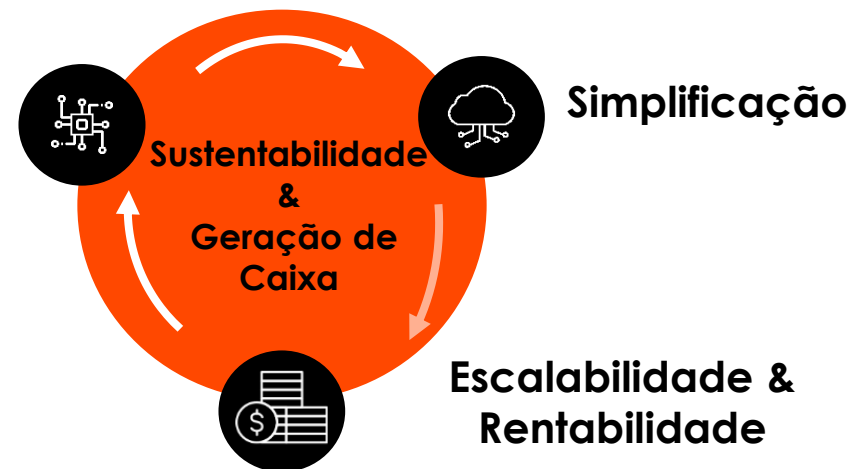 Simplificação
Sustentabilidade
&
Geração de
Caixa
Escalabilidade &
Rentabilidade
$